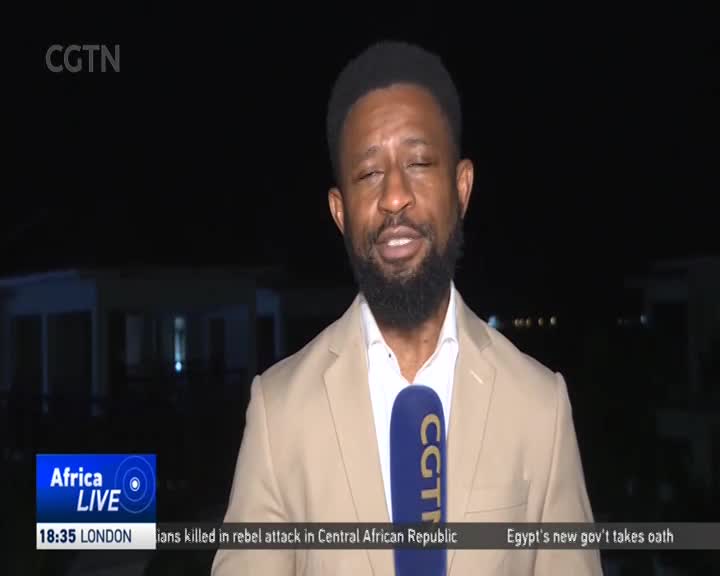 CGTN
CGTN
Africa
LIVE
18:35 LONDON
killed in rebel attack in Central African Republic
Egypt's new gov't takes oath